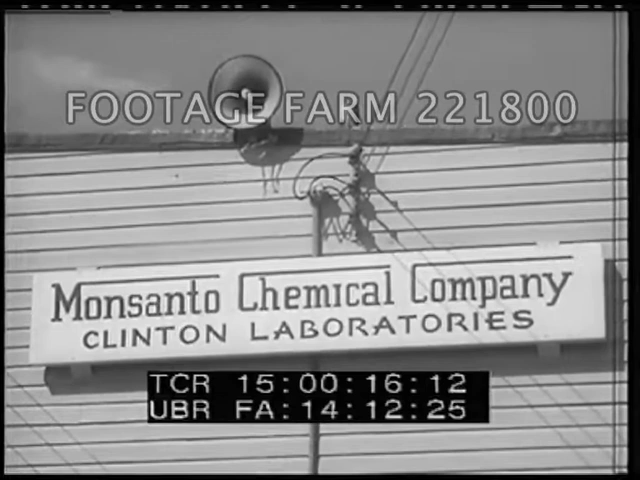 FOOTAGE FARM 221800
Monsanto Chemical Company
CLINTON LABORATORIES
TCR 15:00:16:12
UBR FA:14:12:25